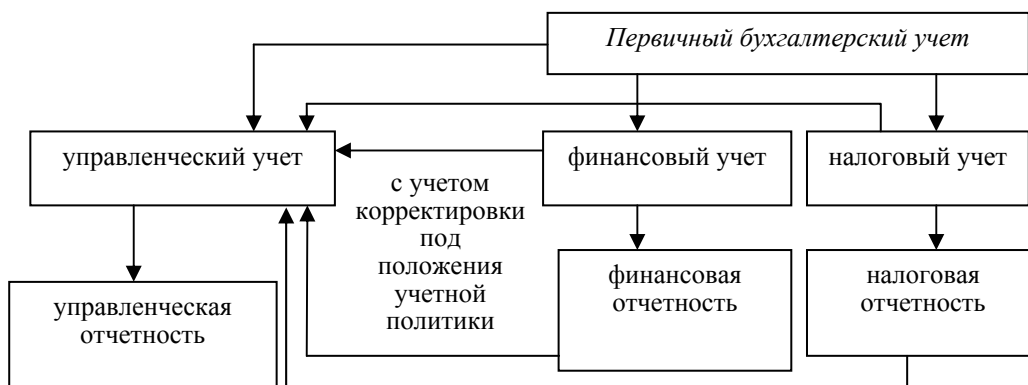 Первичный бухгалтерский учет
управленческий учет
финансовый учет
налоговый учет
с учетом
корректировки
под
положения
учетной
политики
управленческая
отчетность
финансовая
отчетность
налоговая
отчетность